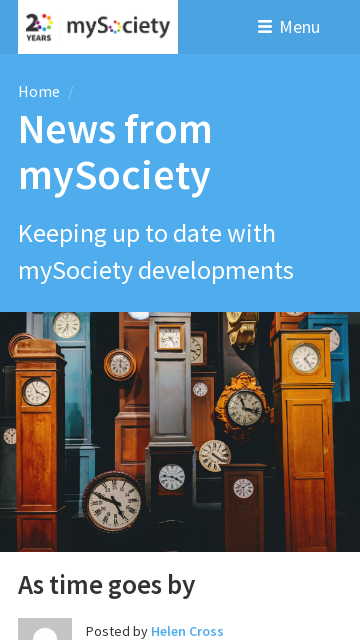 20 YEARS mySociety
Menu
Home /
News from
mySociety
Keeping up to date with
mySociety developments
As time goes by
Posted by Helen Cross